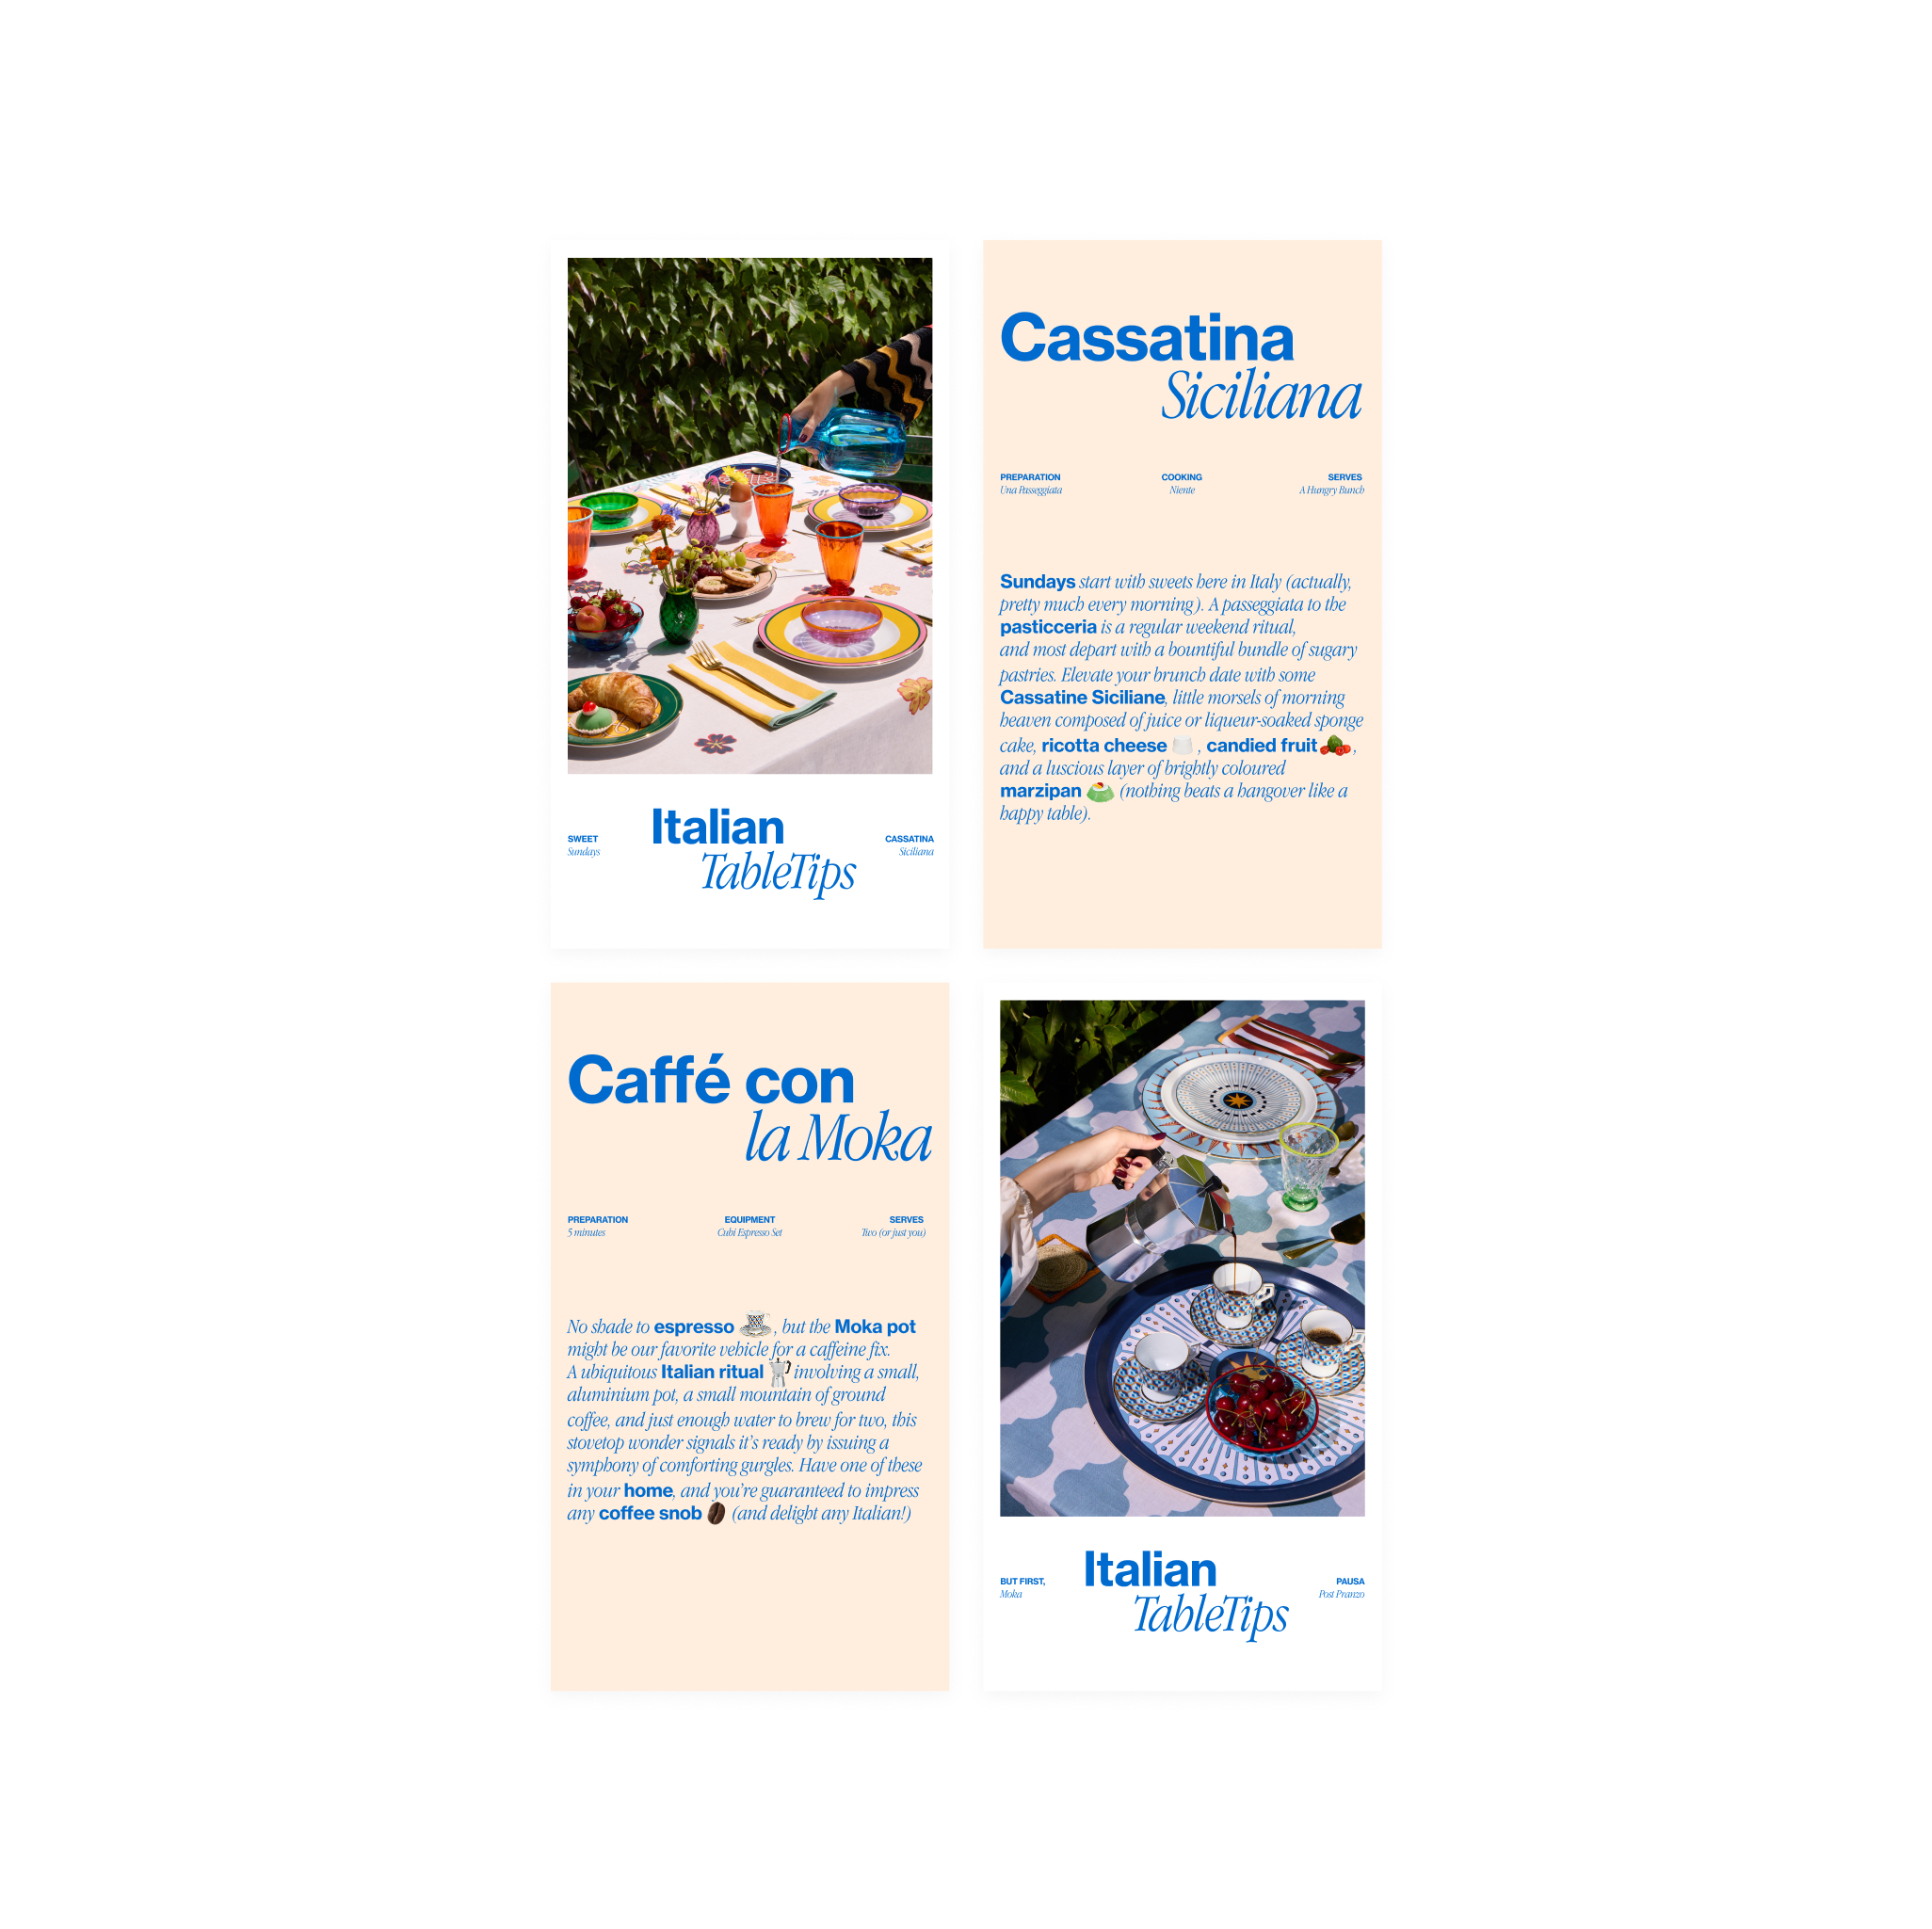 SWEET
Sundays
Italian
TableTips
CASSATINA
Siciliana
Cassatina
Siciliana
PREPARATION
Una Passeggiata
COOKING
Niente
SERVES
A Hungry Bunch
Sundays start with sweets here in Italy (actually,
pretty much every morning). A passeggiata to the
pasticceria is a regular weekend ritual,
and most depart with a bountiful bundle of sugary
pastries. Elevate your brunch date with some
Cassatine Siciliane, little morsels of morning
heaven composed of juice or liqueur-soaked sponge
cake, ricotta cheese , candied fruit ,
and a luscious layer of brightly coloured
marzipan (nothing beats a hangover like a
happy table).
Caffé con
la Moka
PREPARATION
5 minutes
EQUIPMENT
Cubi Espresso Set
SERVES
Two (or just you)
No shade to espresso , but the Moka pot
might be our favorite vehicle for a caffeine fix.
A ubiquitous Italian ritual involving a small,
aluminium pot, a small mountain of ground
coffee, and just enough water to brew for two, this
stovetop wonder signals it's ready by issuing a
symphony of comforting gurgles. Have one of these
in your home, and you're guaranteed to impress
any coffee snob (and delight any Italian!)
BUT FIRST,
Moka
Italian
TableTips
PAUSA
Post Pranzo